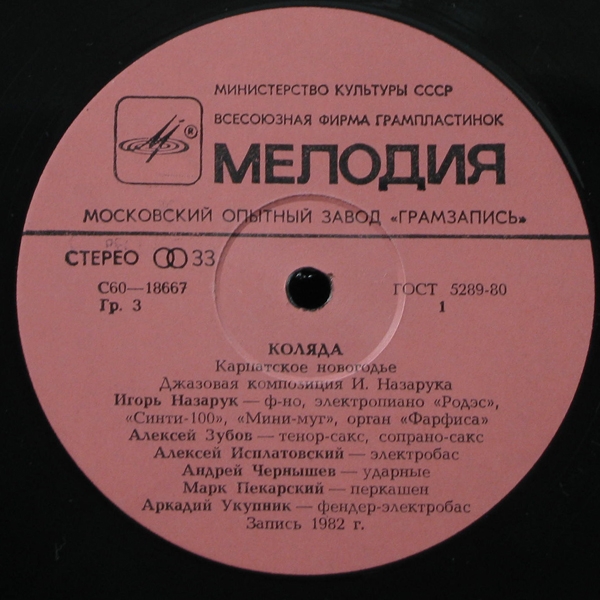 МИНИСТЕРСТВО КУЛЬТУРЫ СССР
ВСЕСОЮЗНАЯ ФИРМА ГРАМПЛАСТИНОК
®
МЕЛОДИЯ
МОСКОВСКИЙ ОПЫТНЫЙ ЗАВОД «ГРАМЗАПИСЬ»
СТЕРЕО 33
С60—18667
Гр. 3
ГОСТ 5289-80
1
КОЛЯДА
Карпатское новогодье
Джазовая композиция И. Назарука
Игорь Назарук — ф-но, электропиано «Родэс»,
«Синти-100», «Мини-муг», орган «Фарфиса»
Алексей Зубов — тенор-сакс, сопрано-сакс
Алексей Исплатовский — электробас
Андрей Чернышев — ударные
Марк Пекарский — перкашен
Аркадий Укупник — фендер-электробас
Запись 1982 г.